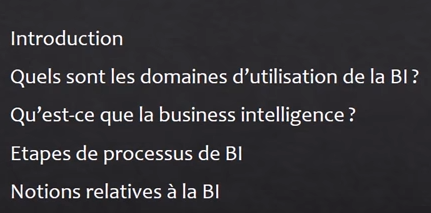 Introduction
Quels sont les domaines d’utilisation de la BI ?
Qu’est-ce que la business intelligence ?
Etapes de processus de BI
Notions relatives à la BI